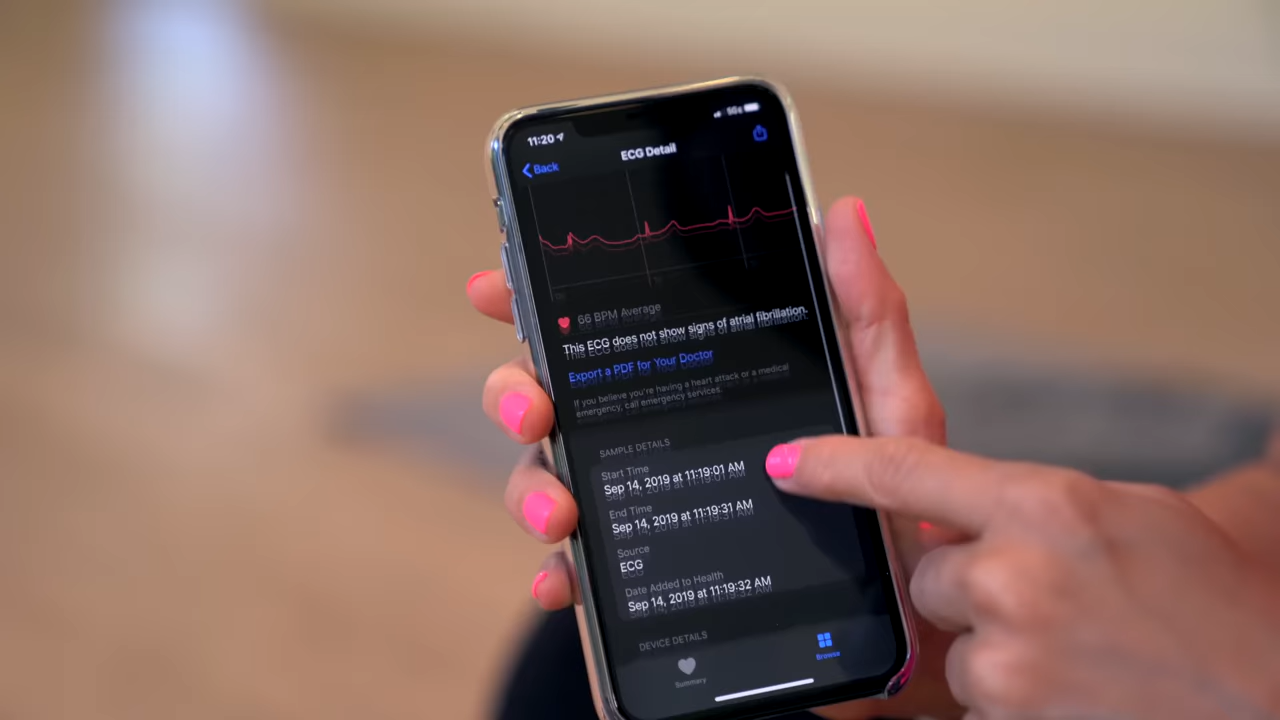 11:20
5Ge
Back
ECG Detail
66 BPM Average
This ECG does not show signs of atrial fibrillation.
Export a PDF for Your Doctor
If you believe you're having a heart attack or a medical
emergency, call emergency services.
SAMPLE DETAILS
Start Time
Sep 14, 2019 at 11:19:01 AM
End Time
Sep 14, 2019 at 11:19:31 AM
Source
ECG
Date Added to Health
Sep 14, 2019 at 11:19:32 AM
DEVICE DETAILS
Summary
Browse